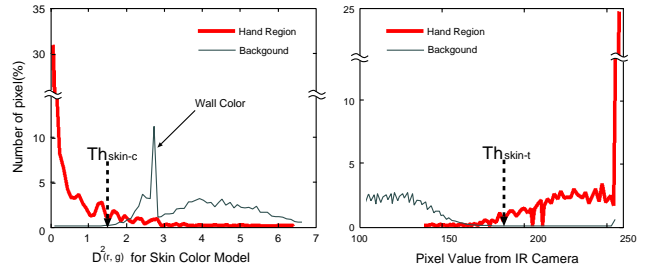 35
30
10
5
0
Number of pixel(%)
Hand Region
Backgound
Wall Color
Thskin-c
0 1 2 3 4 5 6 7
D²(r, g) for Skin Color Model
25
10
5
0
Hand Region
Background
Thskin-t
100 150 200 250
Pixel Value from IR Camera